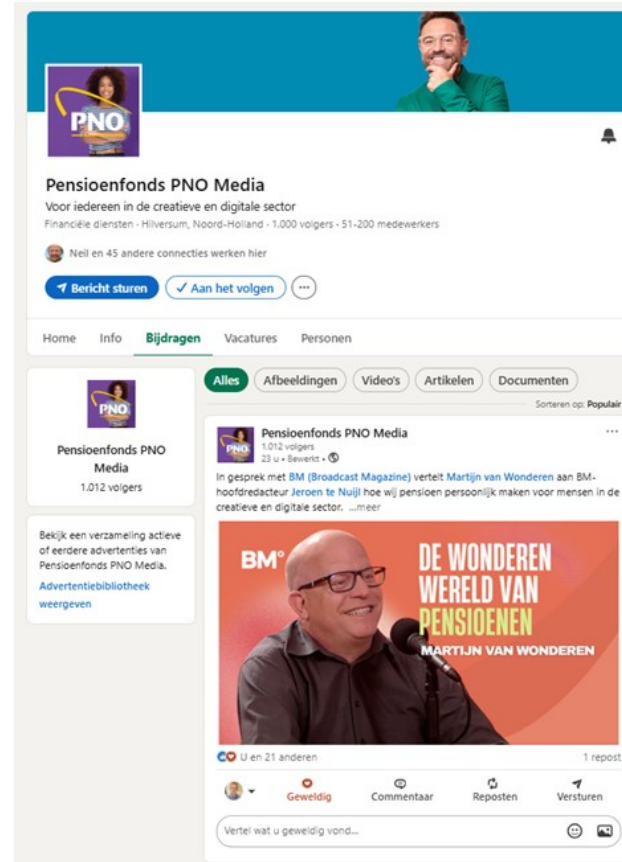 PNO
Pensioenfonds PNO Media
Voor iedereen in de creatieve en digitale sector
Financiële diensten · Hilversum, Noord-Holland · 1.000 volgers · 51-200 medewerkers
Neil en 45 andere connecties werken hier
Bericht sturen
Aan het volgen
Home Info Bijdragen Vacatures Personen
PNO
Pensioenfonds PNO
Media
1.012 volgers
Bekijk een verzameling actieve
of eerdere advertenties van
Pensioenfonds PNO Media.
Advertentiebibliotheek
weergeven
Alles Afbeeldingen Video's Artikelen Documenten
Sorteren op: Populair
PNO
Pensioenfonds PNO Media
1.012 volgers
23 u • Bewerkt •
In gesprek met BM (Broadcast Magazine) vertelt Martijn van Wonderen aan BM-
hoofdredacteur Jeroen te Nuijl hoe wij pensioen persoonlijk maken voor mensen in de
creatieve en digitale sector. ...meer
BM°
DE WONDEREN
WERELD VAN
PENSIOENEN
MARTIJN VAN WONDEREN
U en 21 anderen
1 repost
Geweldig Commentaar Reposten Versturen
Vertel wat u geweldig vond...